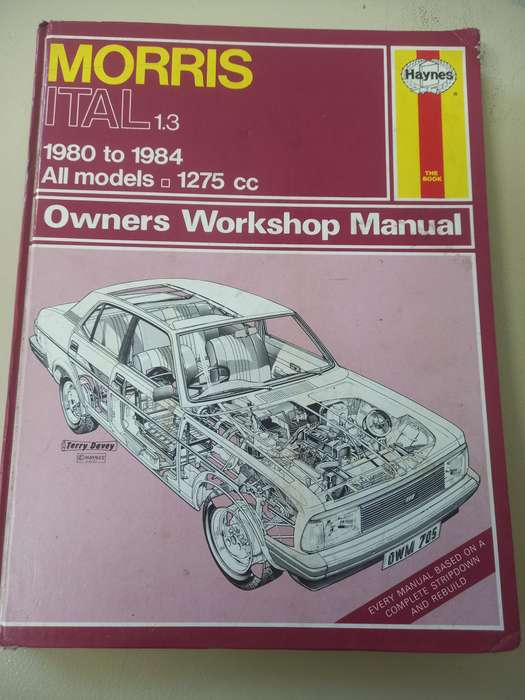 MORRIS
ITAL 1.3
1980 to 1984
All models □ 1275 cc
Haynes
®
THE
BOOK
Owners Workshop Manual
Terry Davey
© HAYNES
OWM 705
EVERY MANUAL BASED ON A
COMPLETE STRIPDOWN
AND REBUILD